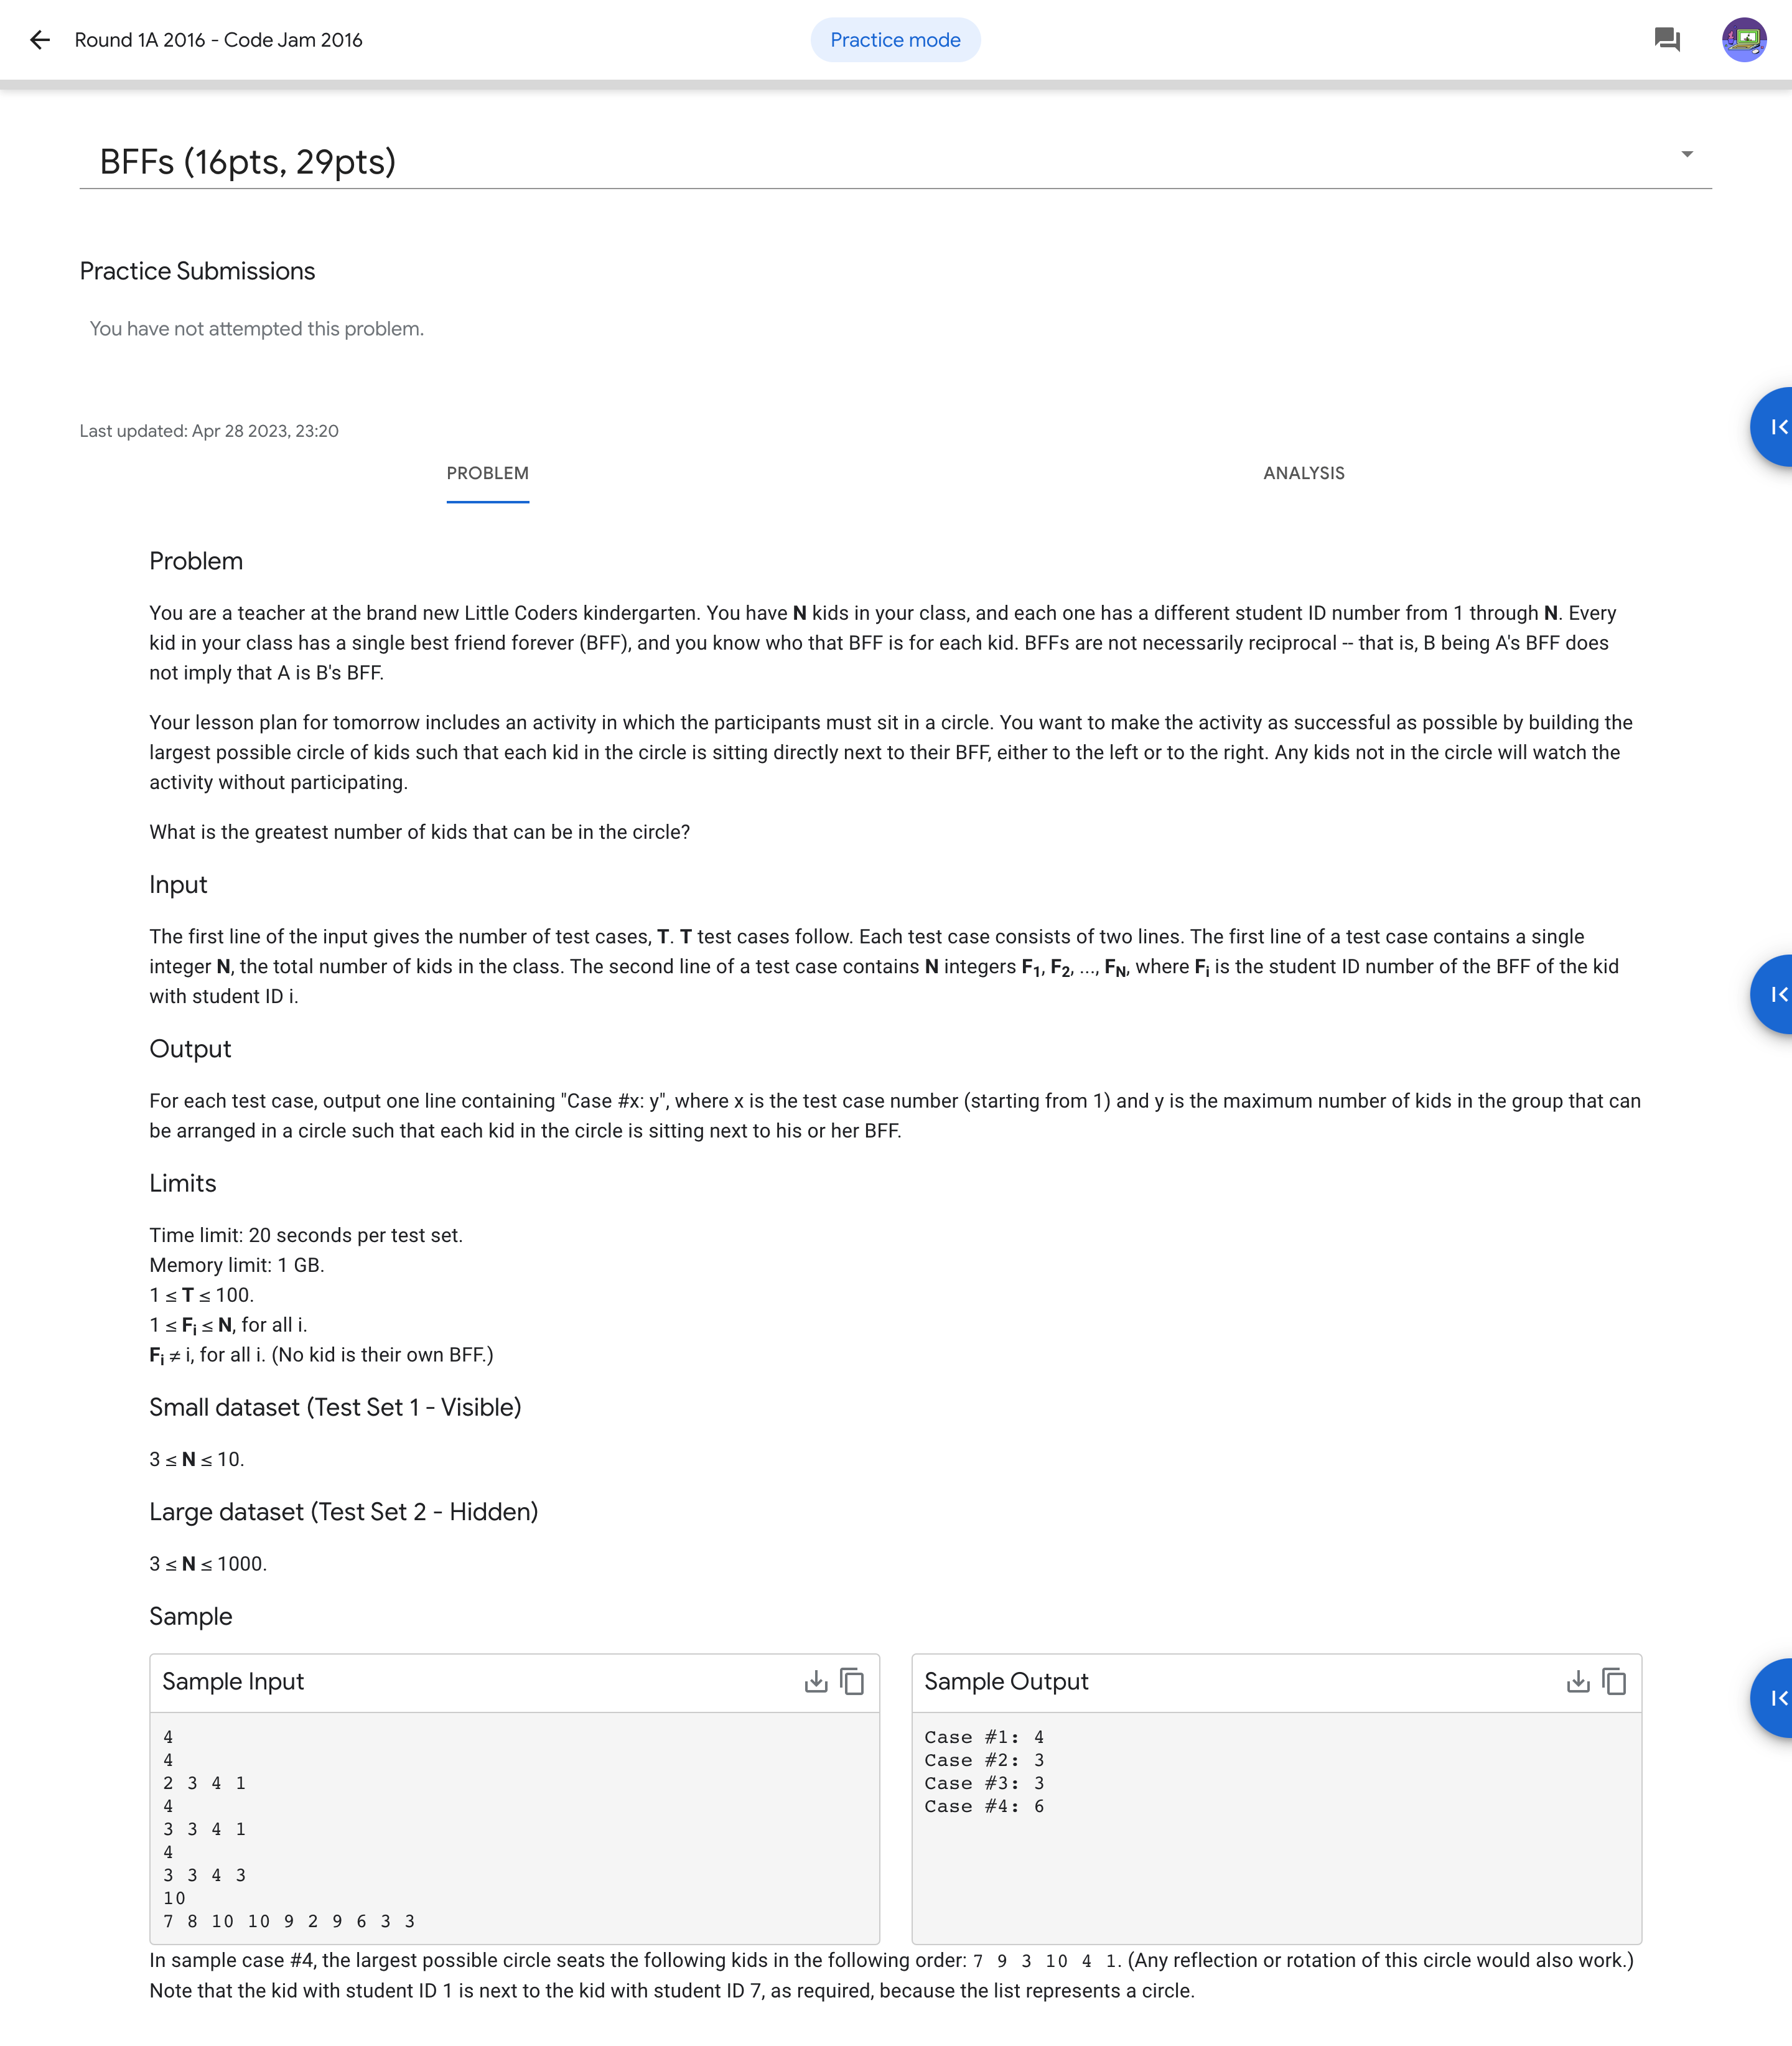 Round 1A 2016 - Code Jam 2016
Practice mode
BFFs (16pts, 29pts)
Practice Submissions
You have not attempted this problem.
Last updated: Apr 28 2023, 23:20
PROBLEM
ANALYSIS
Problem
You are a teacher at the brand new Little Coders kindergarten. You have N kids in your class, and each one has a different student ID number from 1 through N. Every
kid in your class has a single best friend forever (BFF), and you know who that BFF is for each kid. BFFs are not necessarily reciprocal -- that is, B being A's BFF does
not imply that A is B's BFF.
Your lesson plan for tomorrow includes an activity in which the participants must sit in a circle. You want to make the activity as successful as possible by building the
largest possible circle of kids such that each kid in the circle is sitting directly next to their BFF, either to the left or to the right. Any kids not in the circle will watch the
activity without participating.
What is the greatest number of kids that can be in the circle?
Input
The first line of the input gives the number of test cases, T. T test cases follow. Each test case consists of two lines. The first line of a test case contains a single
integer N, the total number of kids in the class. The second line of a test case contains N integers F1, F2, ..., FN, where Fi is the student ID number of the BFF of the kid
with student ID i.
Output
For each test case, output one line containing "Case #x: y", where x is the test case number (starting from 1) and y is the maximum number of kids in the group that can
be arranged in a circle such that each kid in the circle is sitting next to his or her BFF.
Limits
Time limit: 20 seconds per test set.
Memory limit: 1 GB.
1 ≤ T ≤ 100.
1 ≤ Fi ≤ N, for all i.
Fi ≠ i, for all i. (No kid is their own BFF.)
Small dataset (Test Set 1 - Visible)
3 ≤ N ≤ 10.
Large dataset (Test Set 2 - Hidden)
3 ≤ N ≤ 1000.
Sample
Sample Input
4
4
2 3 4 1
4
3 3 4 1
4
3 3 4 3
10
7 8 10 10 9 2 9 6 3 3
Sample Output
Case #1: 4
Case #2: 3
Case #3: 3
Case #4: 6
In sample case #4, the largest possible circle seats the following kids in the following order: 7 9 3 10 4 1. (Any reflection or rotation of this circle would also work.)
Note that the kid with student ID 1 is next to the kid with student ID 7, as required, because the list represents a circle.